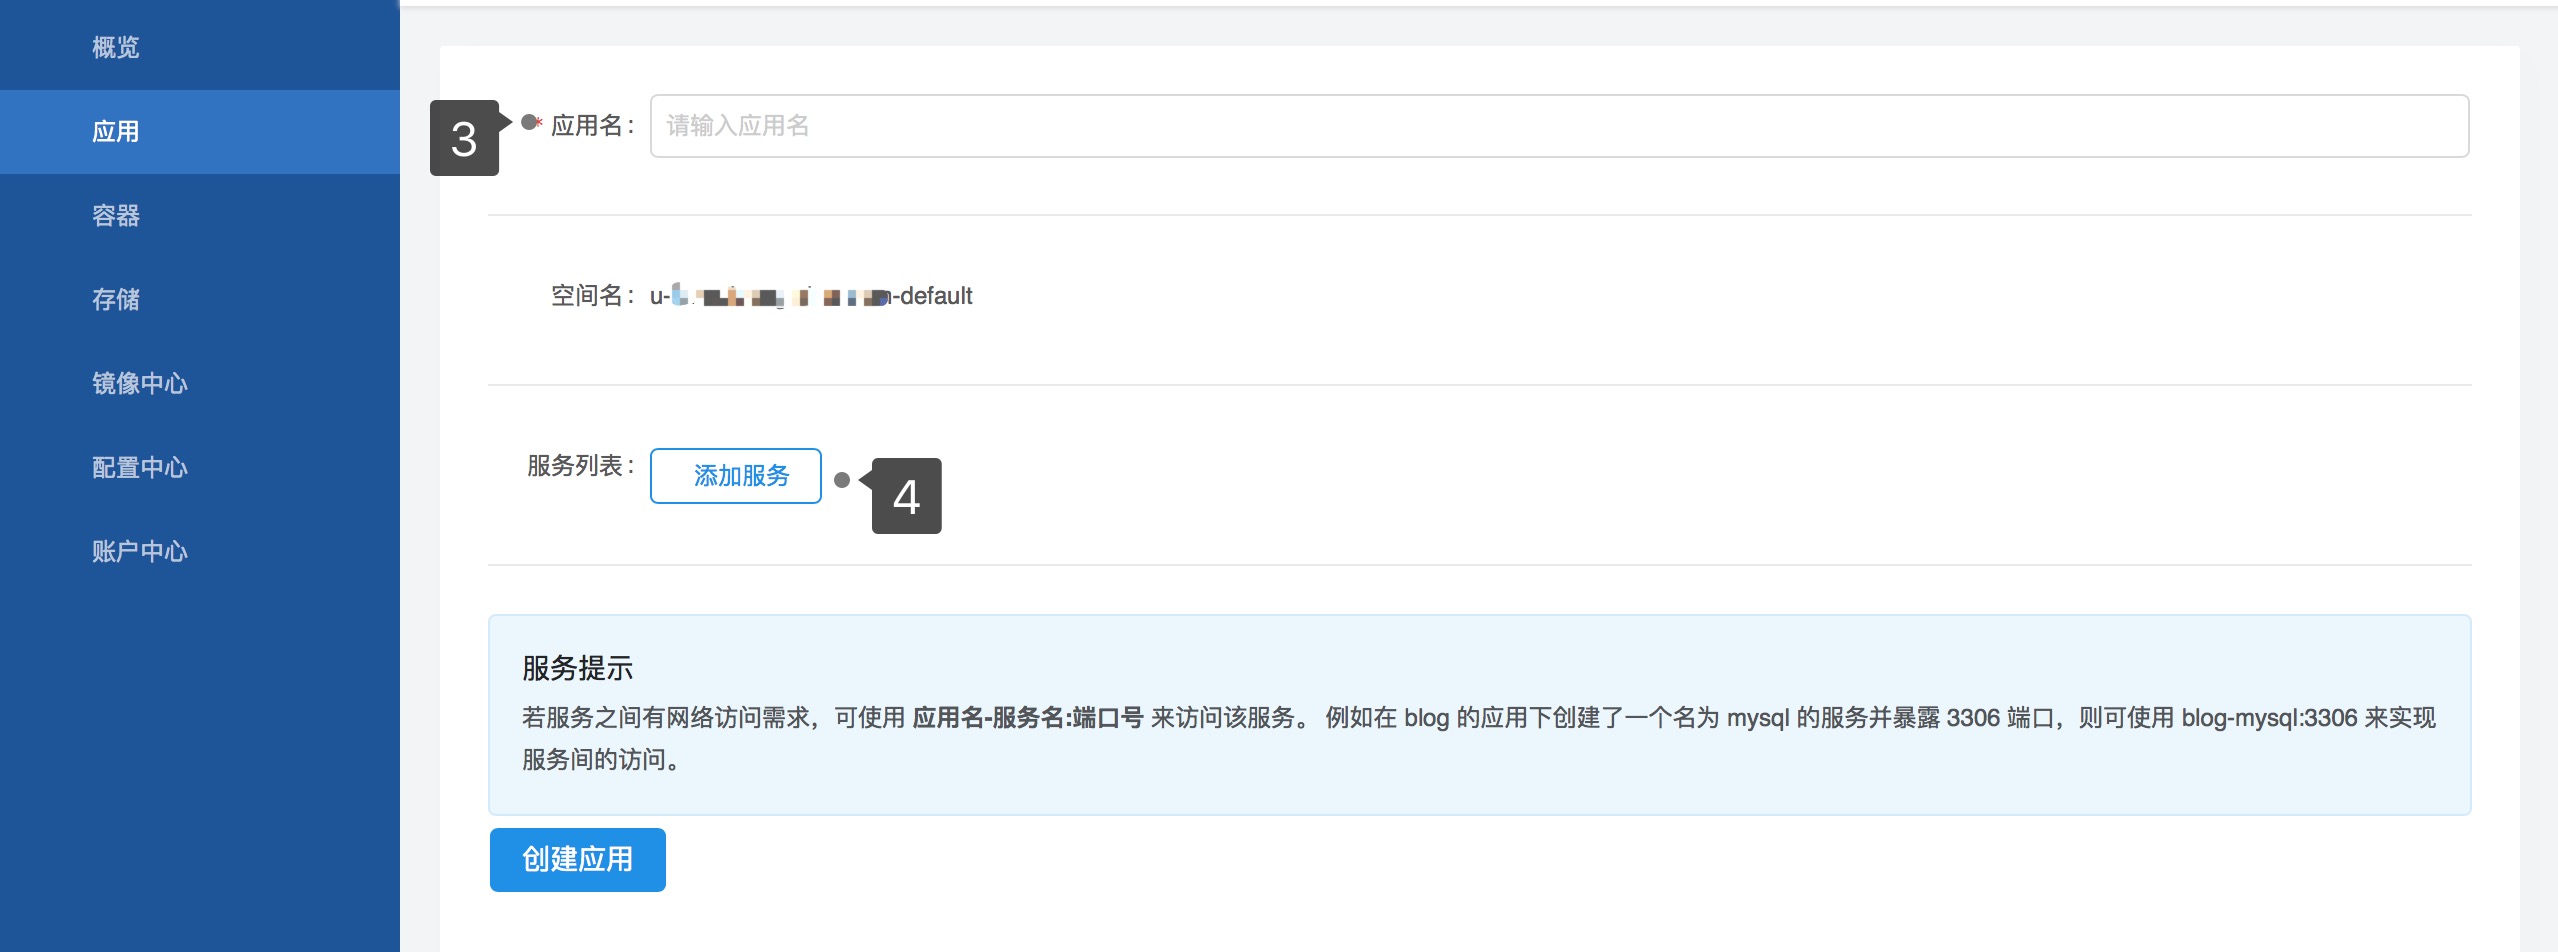 概览
应用
容器
存储
镜像中心
配置中心
账户中心
3 * 应用名： 请输入应用名
空间名： u- -default
服务列表： 添加服务 4
服务提示
若服务之间有网络访问需求，可使用 应用名-服务名:端口号 来访问该服务。 例如在 blog 的应用下创建了一个名为 mysql 的服务并暴露 3306 端口，则可使用 blog-mysql:3306 来实现
服务间的访问。
创建应用